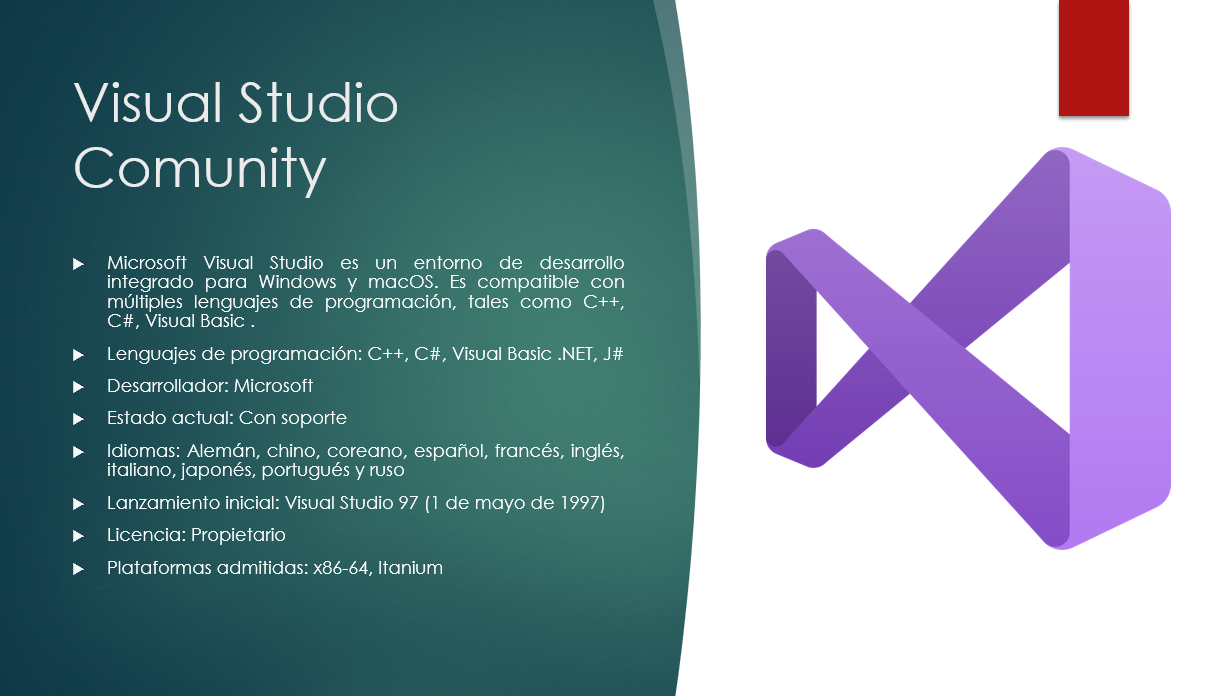 Visual Studio
Comunity
Microsoft Visual Studio es un entorno de desarrollo
integrado para Windows y macOS. Es compatible con
múltiples lenguajes de programación, tales como C++,
C#, Visual Basic .
Lenguajes de programación: C++, C#, Visual Basic .NET, J#
Desarrollador: Microsoft
Estado actual: Con soporte
Idiomas: Alemán, chino, coreano, español, francés, inglés,
italiano, japonés, portugués y ruso
Lanzamiento inicial: Visual Studio 97 (1 de mayo de 1997)
Licencia: Propietario
Plataformas admitidas: x86-64, Itanium